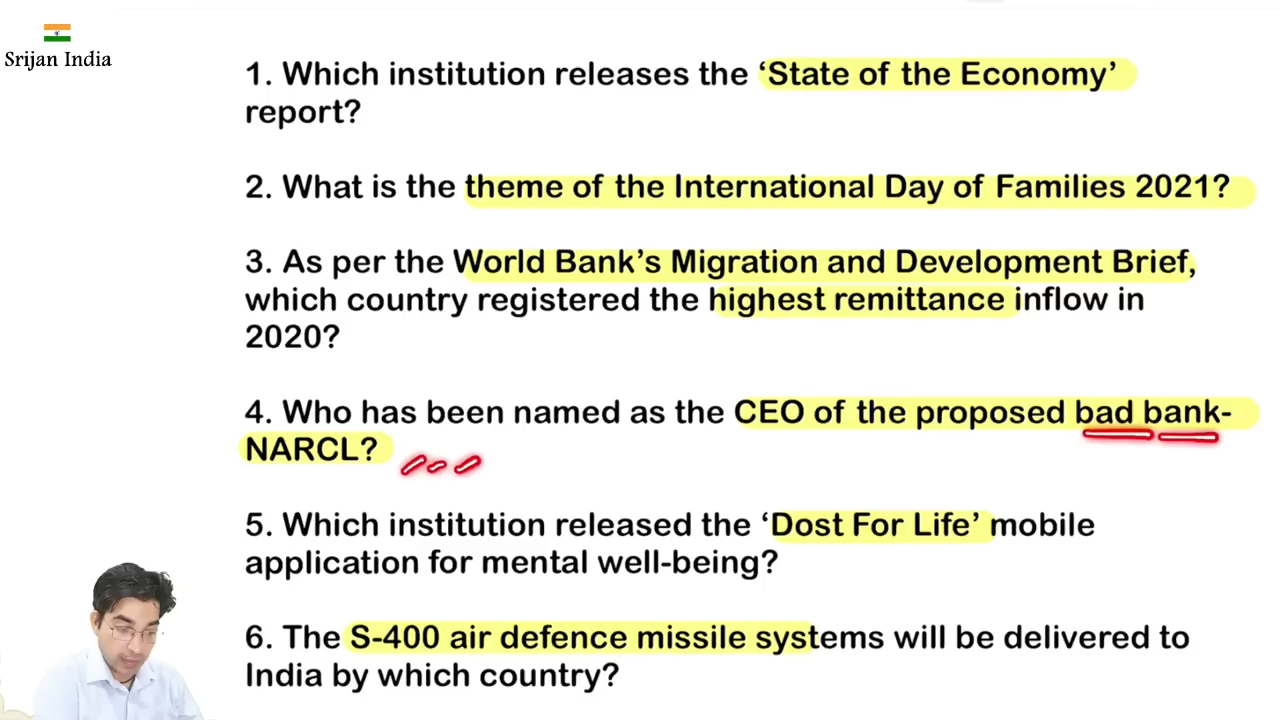 Srijan India
1. Which institution releases the ‘State of the Economy’
report?
2. What is the theme of the International Day of Families 2021?
3. As per the World Bank’s Migration and Development Brief,
which country registered the highest remittance inflow in
2020?
4. Who has been named as the CEO of the proposed bad bank-
NARCL?
5. Which institution released the ‘Dost For Life’ mobile
application for mental well-being?
6. The S-400 air defence missile systems will be delivered to
India by which country?